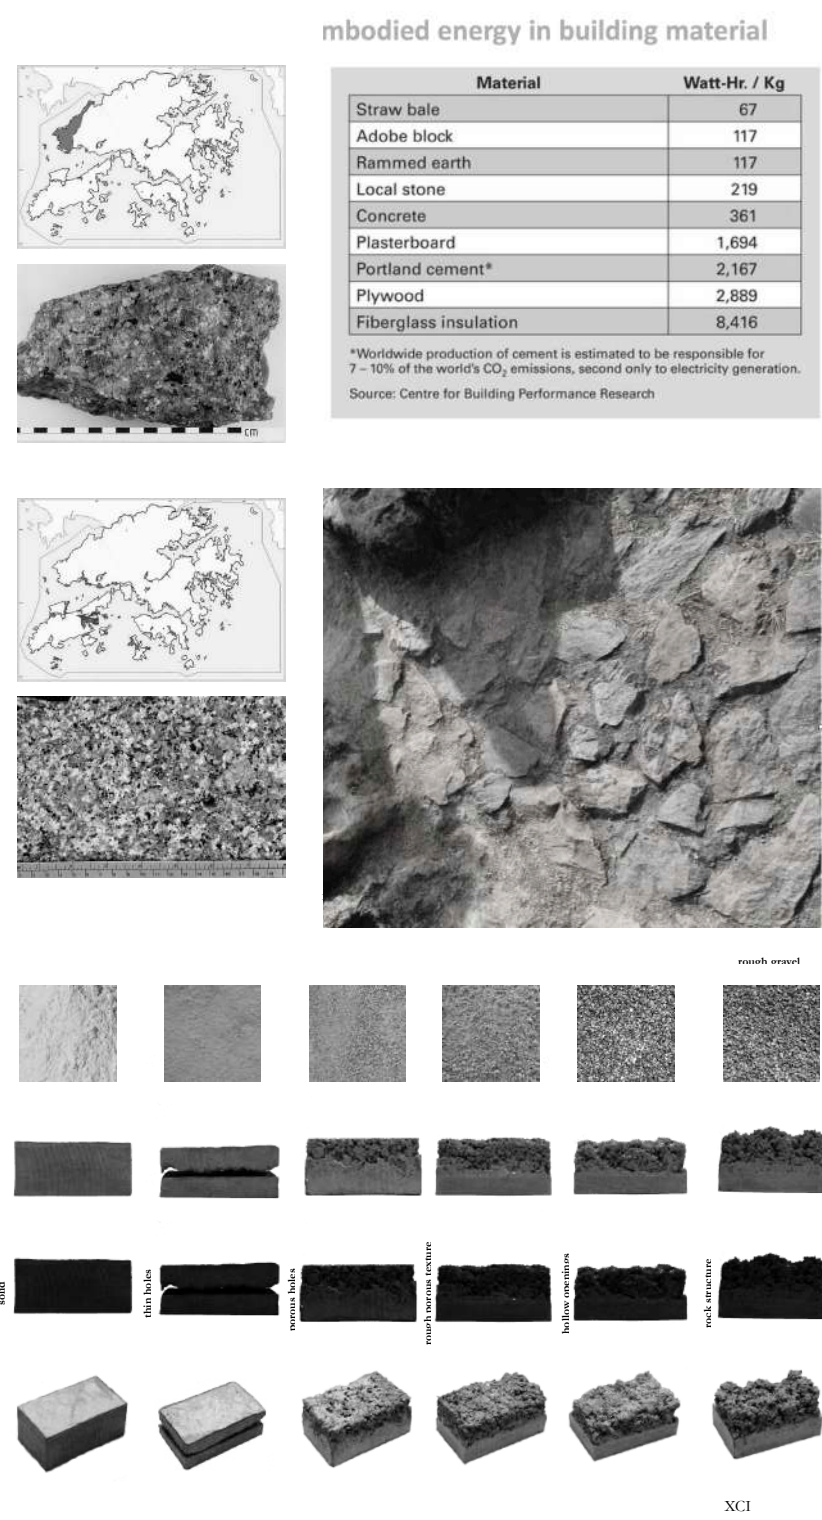 mbodied energy in building material
Material Watt-Hr. / Kg
Straw bale 67
Adobe block 117
Rammed earth 117
Local stone 219
Concrete 361
Plasterboard 1,694
Portland cement* 2,167
Plywood 2,889
Fiberglass insulation 8,416
*Worldwide production of cement is estimated to be responsible for
7 – 10% of the world's CO₂ emissions, second only to electricity generation.
Source: Centre for Building Performance Research
cm
rough gravel
solid
thin holes
porous holes
rough porous texture
hollow openings
rock structure
XCI